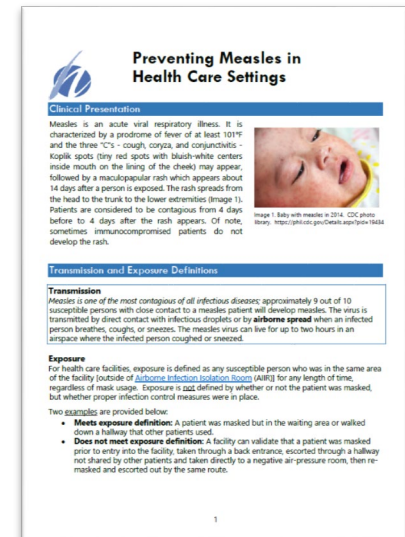 Preventing Measles in
Health Care Settings
Clinical Presentation
Measles is an acute viral respiratory illness. It is
characterized by a prodrome of fever of at least 101°F
and the three "C"s - cough, coryza, and conjunctivitis -
Koplik spots (tiny red spots with bluish-white centers
inside mouth on the lining of the cheek) may appear,
followed by a maculopapular rash which appears about
14 days after a person is exposed. The rash spreads from
the head to the trunk to the lower extremities (Image 1).
Patients are considered to be contagious from 4 days
before to 4 days after the rash appears. Of note,
sometimes immunocompromised patients do not
develop the rash.
Image 1. Baby with measles in 2014. CDC photo
library. https://phil.cdc.gov/Details.aspx?pid=19434
Transmission and Exposure Definitions
Transmission
Measles is one of the most contagious of all infectious diseases; approximately 9 out of 10
susceptible persons with close contact to a measles patient will develop measles. The virus is
transmitted by direct contact with infectious droplets or by airborne spread when an infected
person breathes, coughs, or sneezes. The measles virus can live for up to two hours in an
airspace where the infected person coughed or sneezed.
Exposure
For health care facilities, exposure is defined as any susceptible person who was in the same area
of the facility [outside of Airborne Infection Isolation Room (AIIR)] for any length of time,
regardless of mask usage. Exposure is not defined by whether or not the patient was masked,
but whether proper infection control measures were in place.
Two examples are provided below:
• Meets exposure definition: A patient was masked but in the waiting area or walked
down a hallway that other patients used.
• Does not meet exposure definition: A facility can validate that a patient was masked
prior to entry into the facility, taken through a back entrance, escorted through a hallway
not shared by other patients and taken directly to a negative air-pressure room, then re-
masked and escorted out by the same route.
1